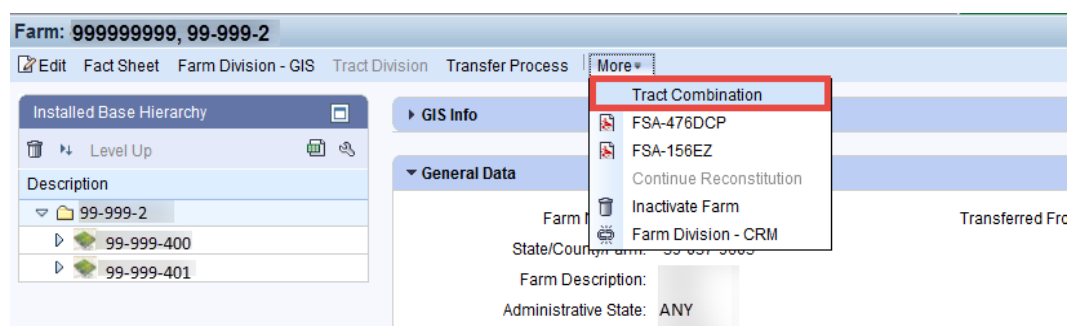 Farm: 999999999, 99-999-2
Edit Fact Sheet Farm Division - GIS Tract Division Transfer Process More
Installed Base Hierarchy
GIS Info
Tract Combination
FSA-476DCP
FSA-156EZ
Continue Reconstitution
Inactivate Farm
Farm Division - CRM
Level Up
Description
99-999-2
99-999-400
99-999-401
General Data
Farm
Transferred Fro
State/County/Farm:
Farm Description:
Administrative State: ANY